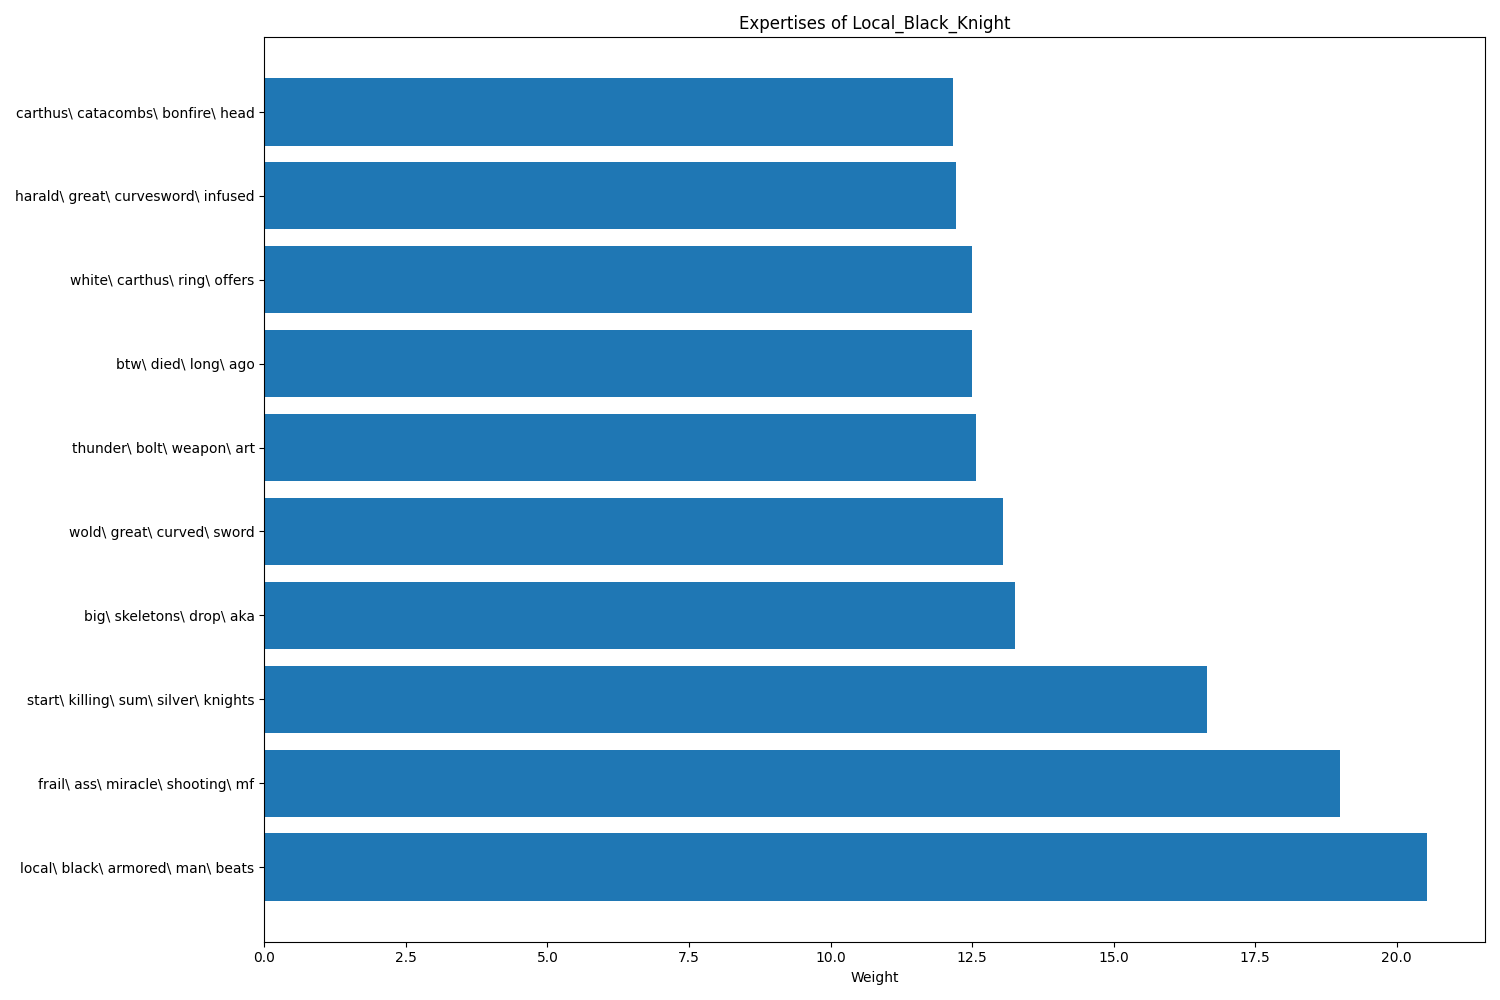 Expertises of Local_Black_Knight
carthus\ catacombs\ bonfire\ head
harald\ great\ curvesword\ infused
white\ carthus\ ring\ offers
btw\ died\ long\ ago
thunder\ bolt\ weapon\ art
wold\ great\ curved\ sword
big\ skeletons\ drop\ aka
start\ killing\ sum\ silver\ knights
frail\ ass\ miracle\ shooting\ mf
local\ black\ armored\ man\ beats
0.0 2.5 5.0 7.5 10.0 12.5 15.0 17.5 20.0
Weight